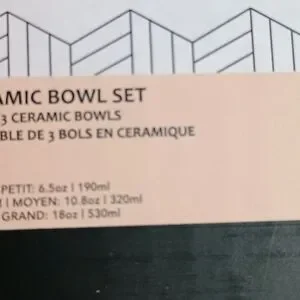 AMIC BOWL SET
3 CERAMIC BOWLS
BLE DE 3 BOLS EN CERAMIQUE
PETIT: 6.5oz | 190ml
| MOYEN: 10.8oz | 320ml
GRAND: 18oz | 530ml